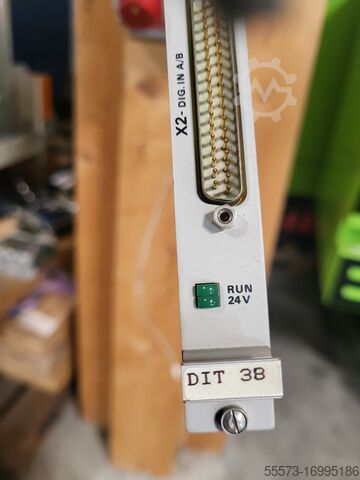 X2- DIG. IN A/B
RUN
24V
DIT 38
55573-16995186